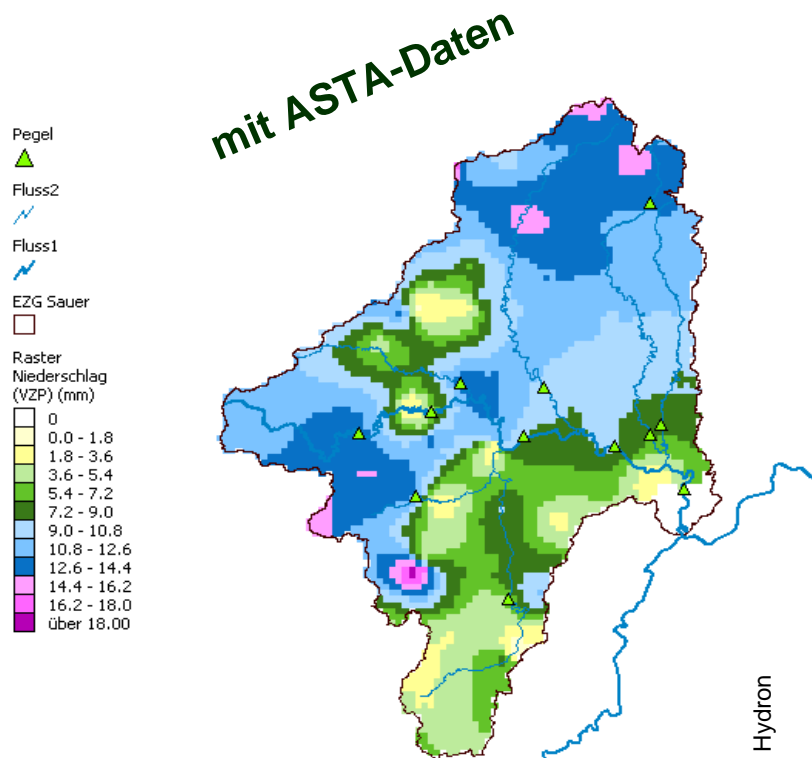 mit ASTA-Daten
Pegel
Fluss2
Fluss1
EZG Sauer
Raster
Niederschlag
(VZP) (mm)
0
0.0 - 1.8
1.8 - 3.6
3.6 - 5.4
5.4 - 7.2
7.2 - 9.0
9.0 - 10.8
10.8 - 12.6
12.6 - 14.4
14.4 - 16.2
16.2 - 18.0
über 18.00
Hydron